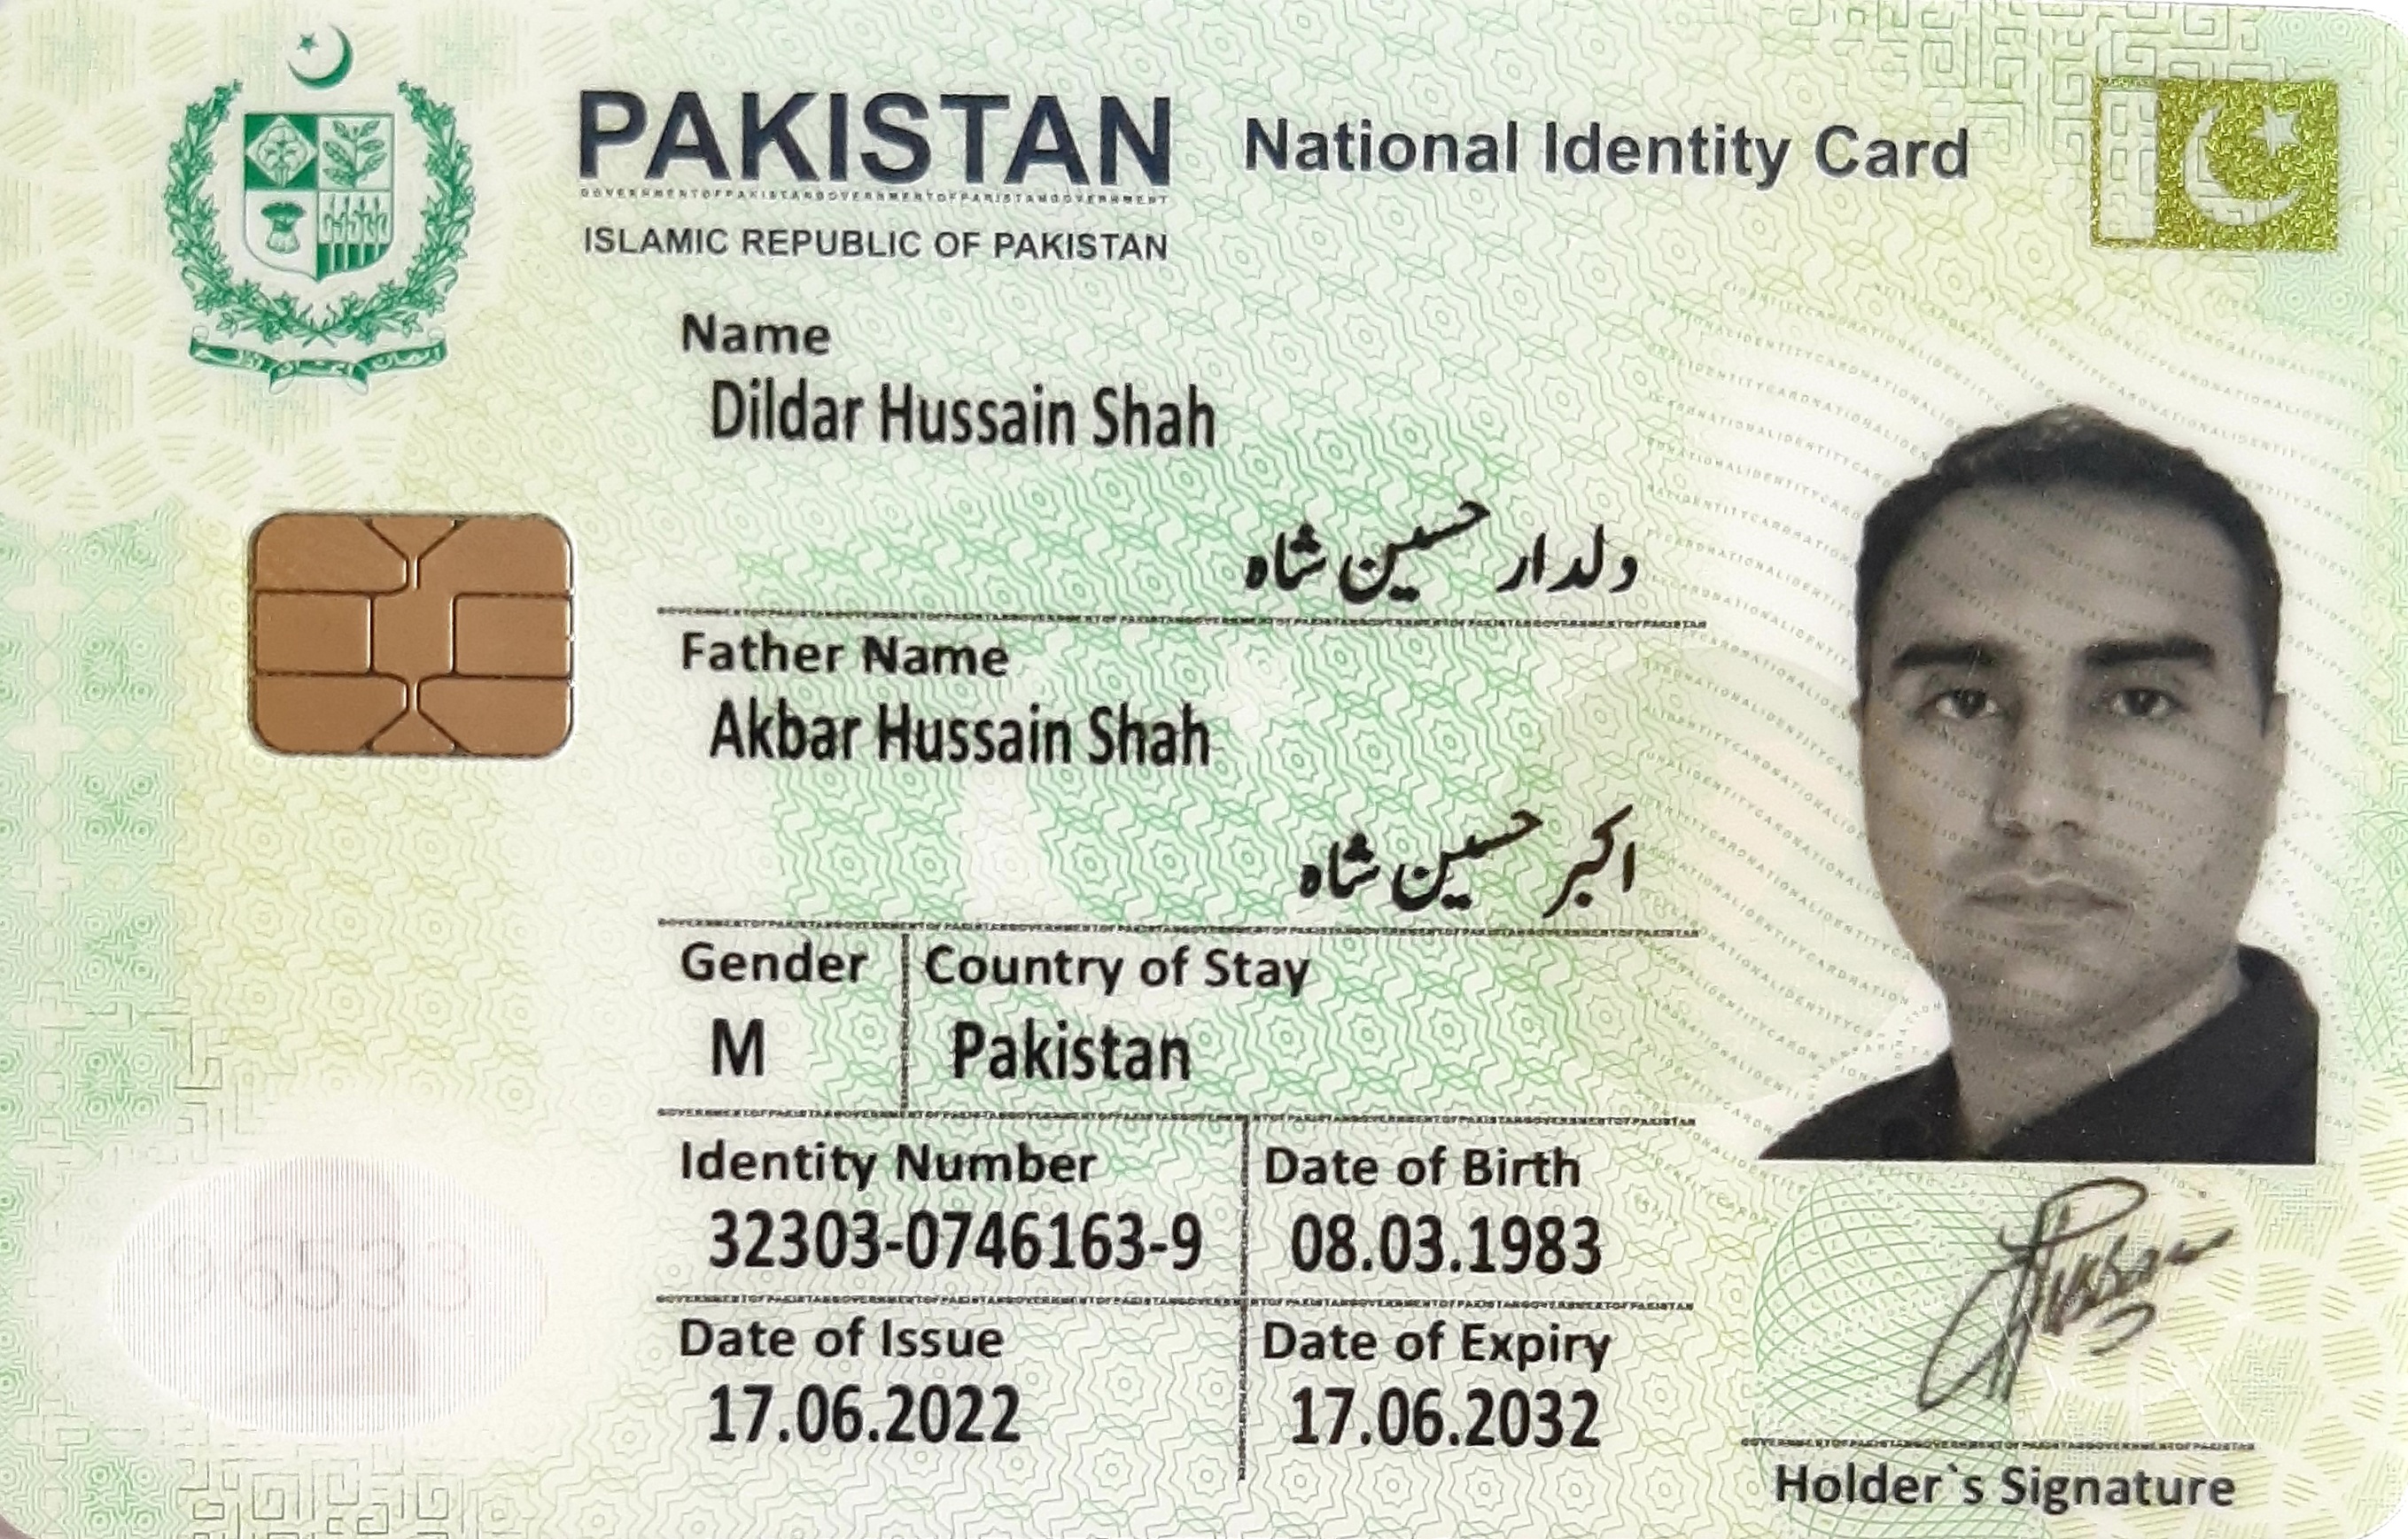 PAKISTAN National Identity Card
ISLAMIC REPUBLIC OF PAKISTAN
Name
Dildar Hussain Shah
ولدار حسین شاہ
Father Name
Akbar Hussain Shah
اکبر حسین شاہ
Gender Country of Stay
M Pakistan
Identity Number Date of Birth
32303-0746163-9 08.03.1983
Date of Issue Date of Expiry
17.06.2022 17.06.2032
Holder`s Signature